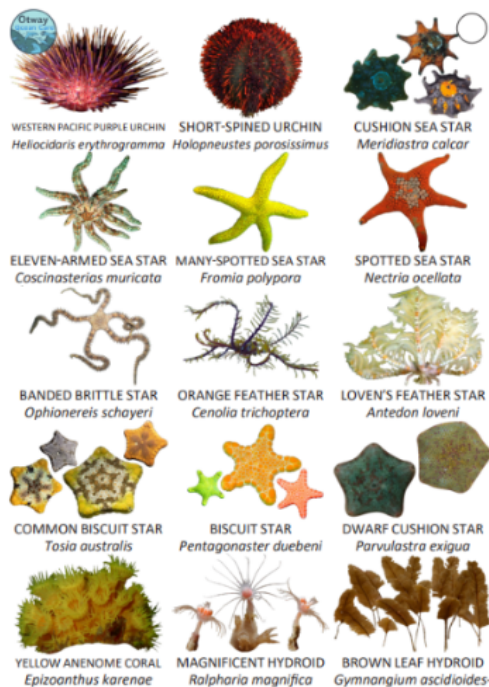 Otway
Ocean Care
WESTERN PACIFIC PURPLE URCHIN
Heliocidaris erythrogramma
SHORT-SPINED URCHIN
Holopneustes porosissimus
CUSHION SEA STAR
Meridiastra calcar
ELEVEN-ARMED SEA STAR
Coscinasterias muricata
MANY-SPOTTED SEA STAR
Fromia polypora
SPOTTED SEA STAR
Nectria ocellata
BANDED BRITTLE STAR
Ophionereis schayeri
ORANGE FEATHER STAR
Cenolia trichoptera
LOVEN'S FEATHER STAR
Antedon loveni
COMMON BISCUIT STAR
Tosia australis
BISCUIT STAR
Pentagonaster duebeni
DWARF CUSHION STAR
Parvulastra exigua
YELLOW ANENOME CORAL
Epizoanthus karenae
MAGNIFICENT HYDROID
Ralpharia magnifica
BROWN LEAF HYDROID
Gymnangium ascidioides